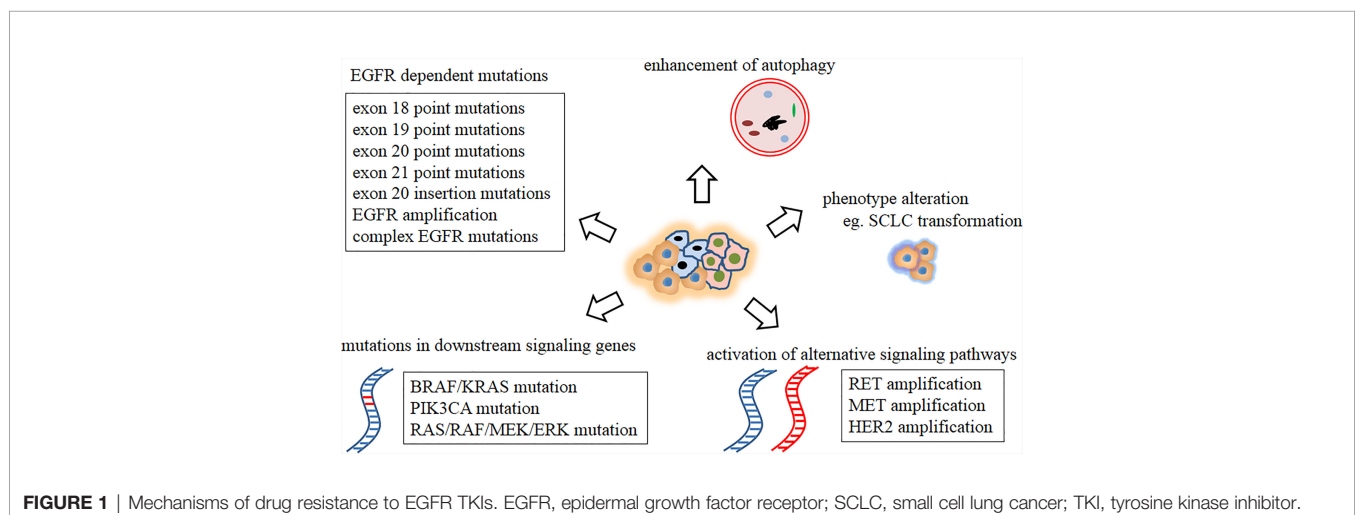 EGFR dependent mutations
exon 18 point mutations
exon 19 point mutations
exon 20 point mutations
exon 21 point mutations
exon 20 insertion mutations
EGFR amplification
complex EGFR mutations
enhancement of autophagy
phenotype alteration
eg. SCLC transformation
mutations in downstream signaling genes
BRAF/KRAS mutation
PIK3CA mutation
RAS/RAF/MEK/ERK mutation
activation of alternative signaling pathways
RET amplification
MET amplification
HER2 amplification
FIGURE 1 | Mechanisms of drug resistance to EGFR TKIs. EGFR, epidermal growth factor receptor; SCLC, small cell lung cancer; TKI, tyrosine kinase inhibitor.